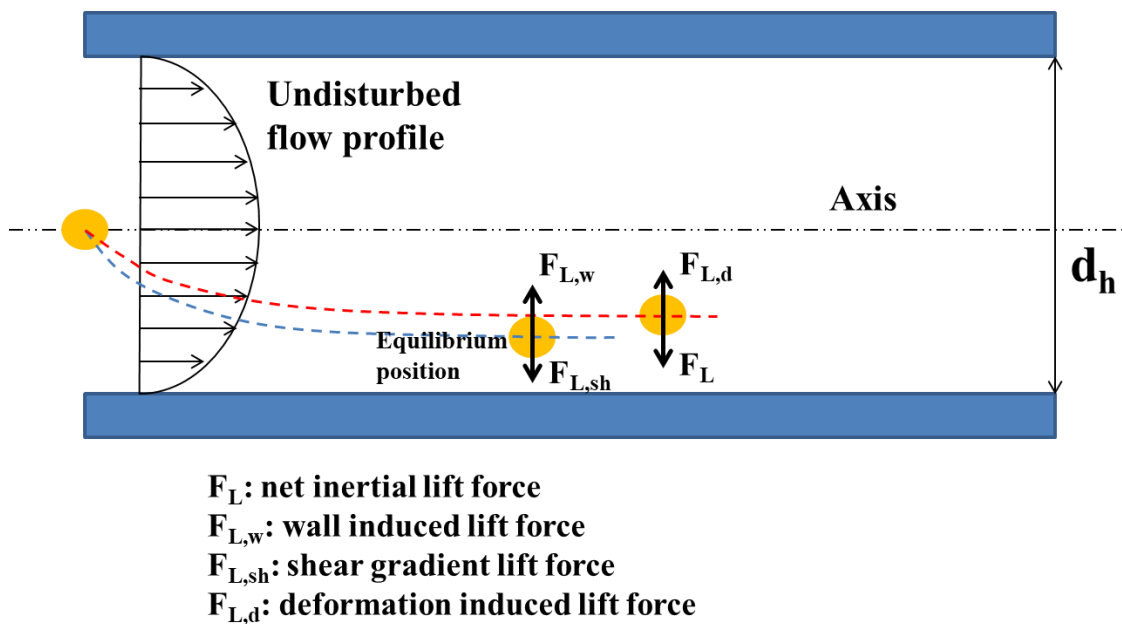 Undisturbed
flow profile
Axis
d_h
F_L,w
F_L,d
Equilibrium
position
F_L,sh
F_L
F_L: net inertial lift force
F_L,w: wall induced lift force
F_L,sh: shear gradient lift force
F_L,d: deformation induced lift force